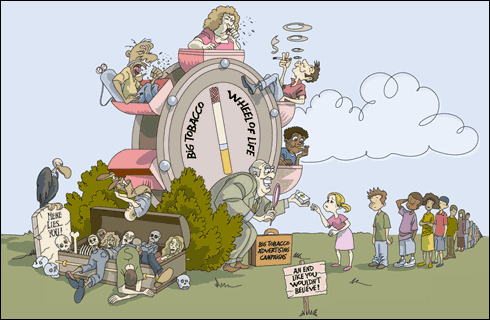 BIG TOBACCO
WHEEL OF LIFE
HERE
LIES
YOU!!
BIG TOBACCO
ADVERTISING
CAMPAIGNS
AN END
LIKE YOU
WOULDN'T
BELIEVE!